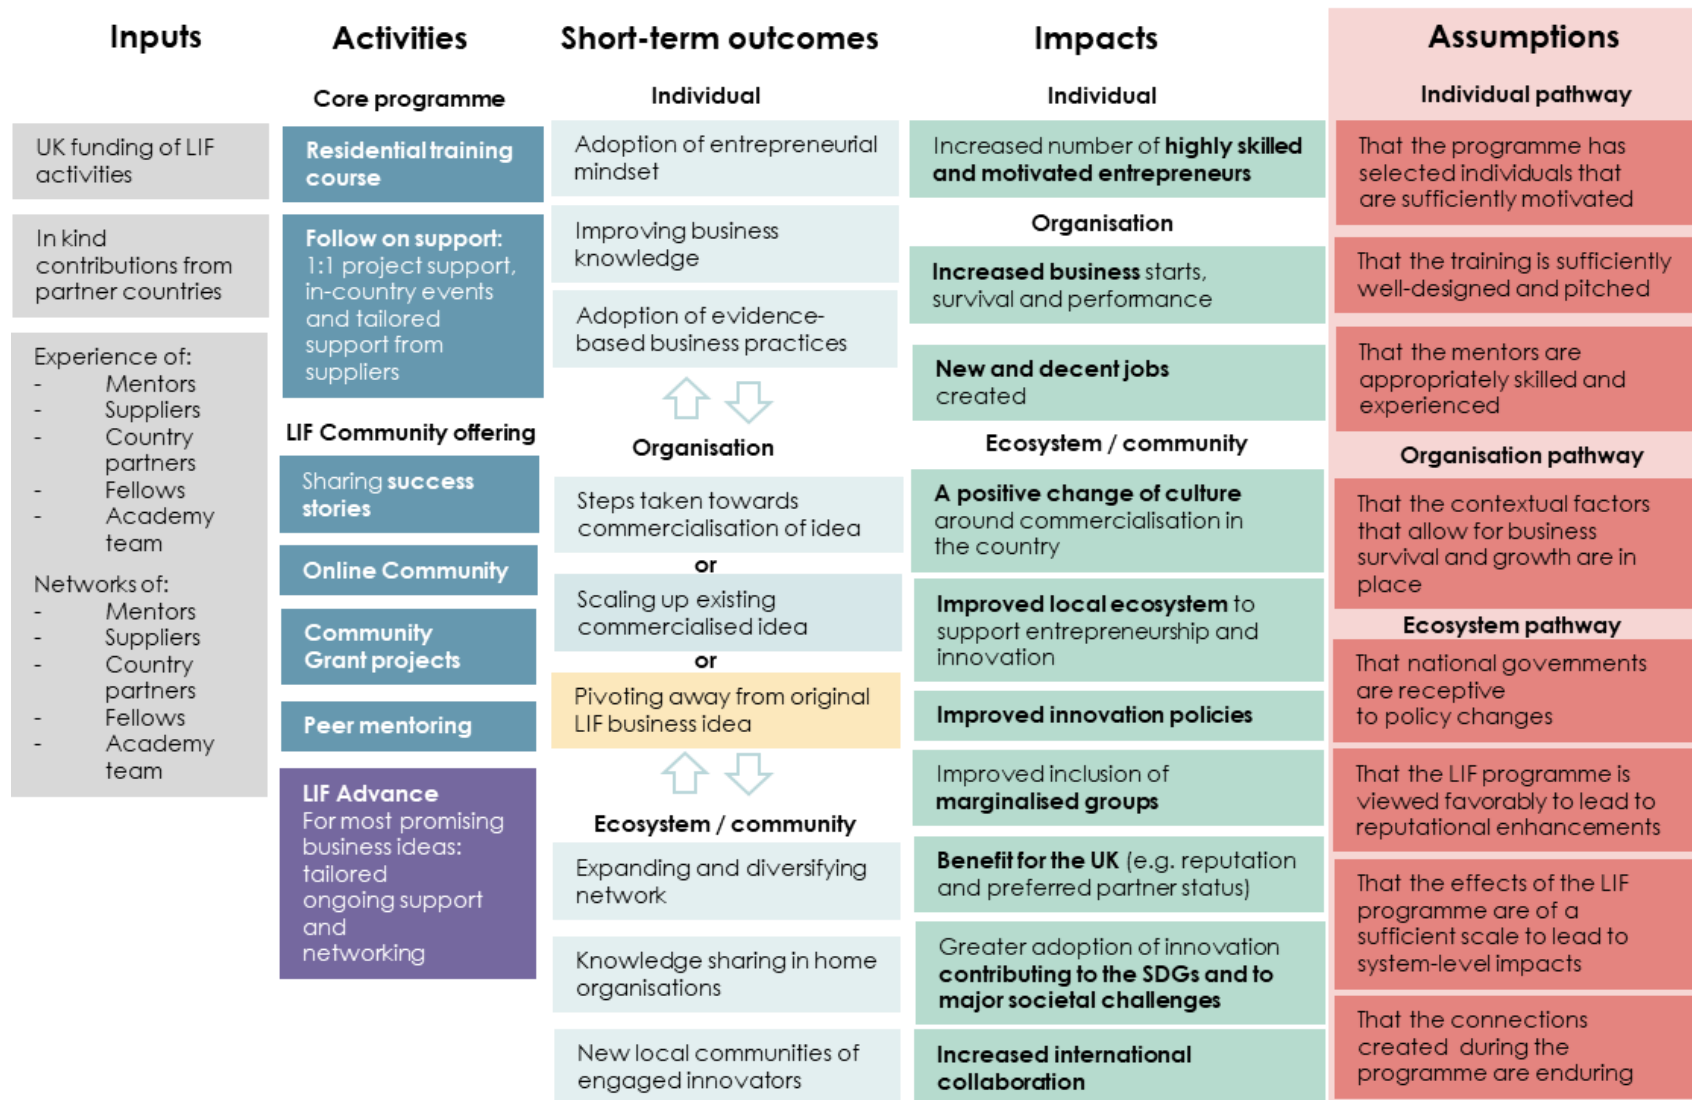 Inputs
UK funding of LIF
activities
In kind
contributions from
partner countries
Experience of:
- Mentors
- Suppliers
- Country
partners
- Fellows
- Academy
team
Networks of:
- Mentors
- Suppliers
- Country
partners
- Fellows
- Academy
team
Activities
Core programme
Residential training
course
Follow on support:
1:1 project support,
in-country events
and tailored
support from
suppliers
LIF Community offering
Sharing success
stories
Online Community
Community
Grant projects
Peer mentoring
LIF Advance
For most promising
business ideas:
tailored
ongoing support
and
networking
Short-term outcomes
Individual
Adoption of entrepreneurial
mindset
Improving business
knowledge
Adoption of evidence-
based business practices
Organisation
Steps taken towards
commercialisation of idea
or
Scaling up existing
commercialised idea
or
Pivoting away from original
LIF business idea
Ecosystem / community
Expanding and diversifying
network
Knowledge sharing in home
organisations
New local communities of
engaged innovators
Impacts
Individual
Increased number of highly skilled
and motivated entrepreneurs
Organisation
Increased business starts,
survival and performance
New and decent jobs
created
Ecosystem / community
A positive change of culture
around commercialisation in
the country
Improved local ecosystem to
support entrepreneurship and
innovation
Improved innovation policies
Improved inclusion of
marginalised groups
Benefit for the UK (e.g. reputation
and preferred partner status)
Greater adoption of innovation
contributing to the SDGs and to
major societal challenges
Increased international
collaboration
Assumptions
Individual pathway
That the programme has
selected individuals that
are sufficiently motivated
That the training is sufficiently
well-designed and pitched
That the mentors are
appropriately skilled and
experienced
Organisation pathway
That the contextual factors
that allow for business
survival and growth are in
place
Ecosystem pathway
That national governments
are receptive
to policy changes
That the LIF programme is
viewed favorably to lead to
reputational enhancements
That the effects of the LIF
programme are of a
sufficient scale to lead to
system-level impacts
That the connections
created during the
programme are enduring